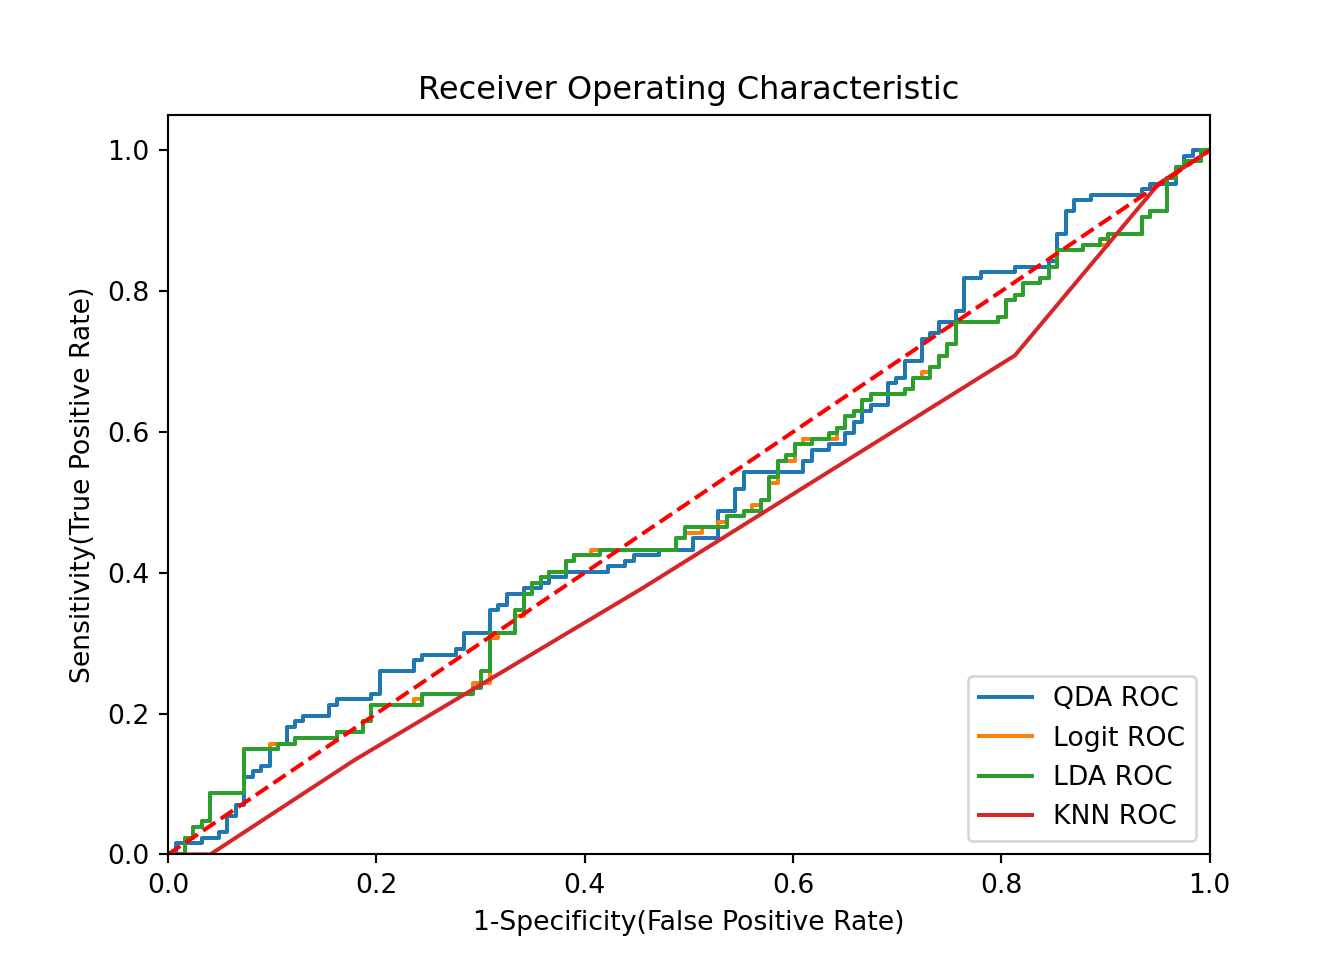 Receiver Operating Characteristic
Sensitivity(True Positive Rate)
1.0
0.8
0.6
0.4
0.2
0.0
0.0 0.2 0.4 0.6 0.8 1.0
1-Specificity(False Positive Rate)
QDA ROC
Logit ROC
LDA ROC
KNN ROC